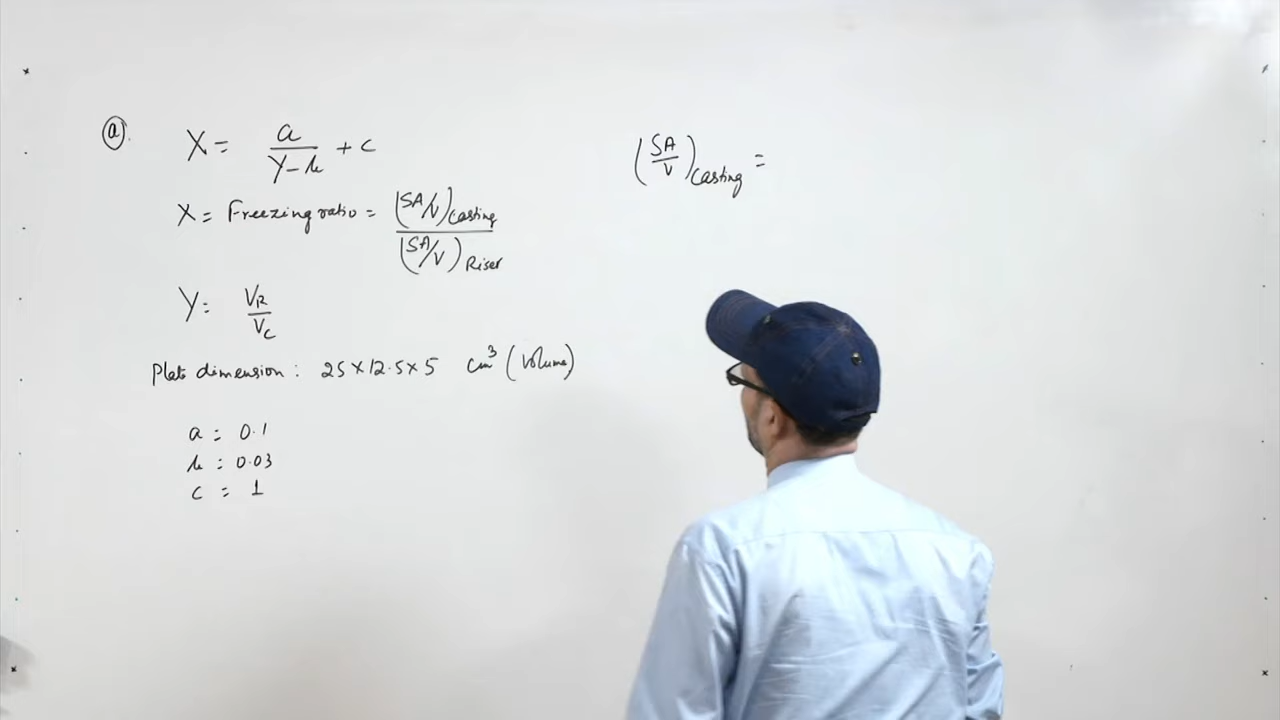 (a).
X = a/(Y-b) + c
X = Freezing ratio = (SA/V)Casting / (SA/V)Riser
Y = VR/VC
Plate dimension : 25 × 12.5 × 5 cm³ (Volume)
a = 0.1
b = 0.03
c = 1
(SA/V)Casting =